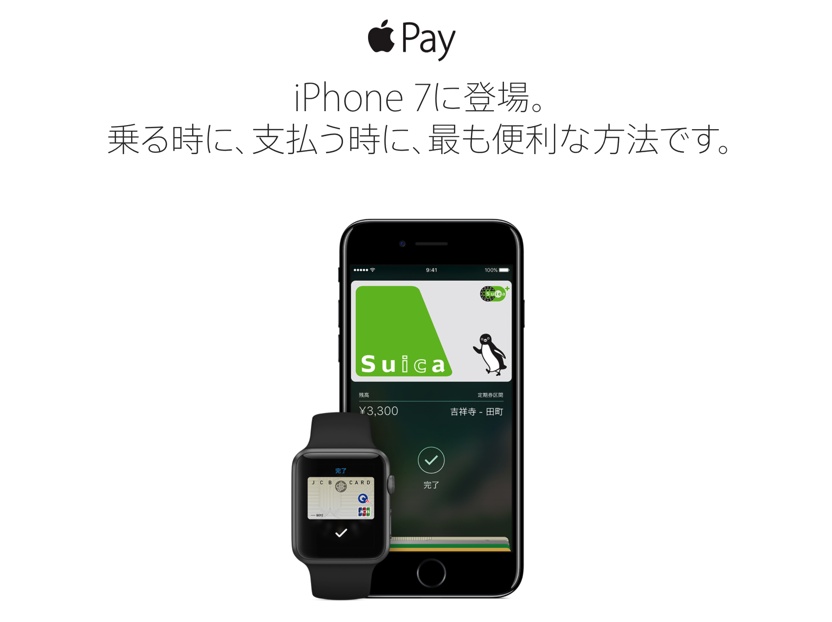 Pay
iPhone 7に登場。
乗る時に、支払う時に、最も便利な方法です。
9:41
100%
Suica
残高
定期券区間
¥3,300
吉祥寺 - 田町
完了
完了
JCB CARD
JCB